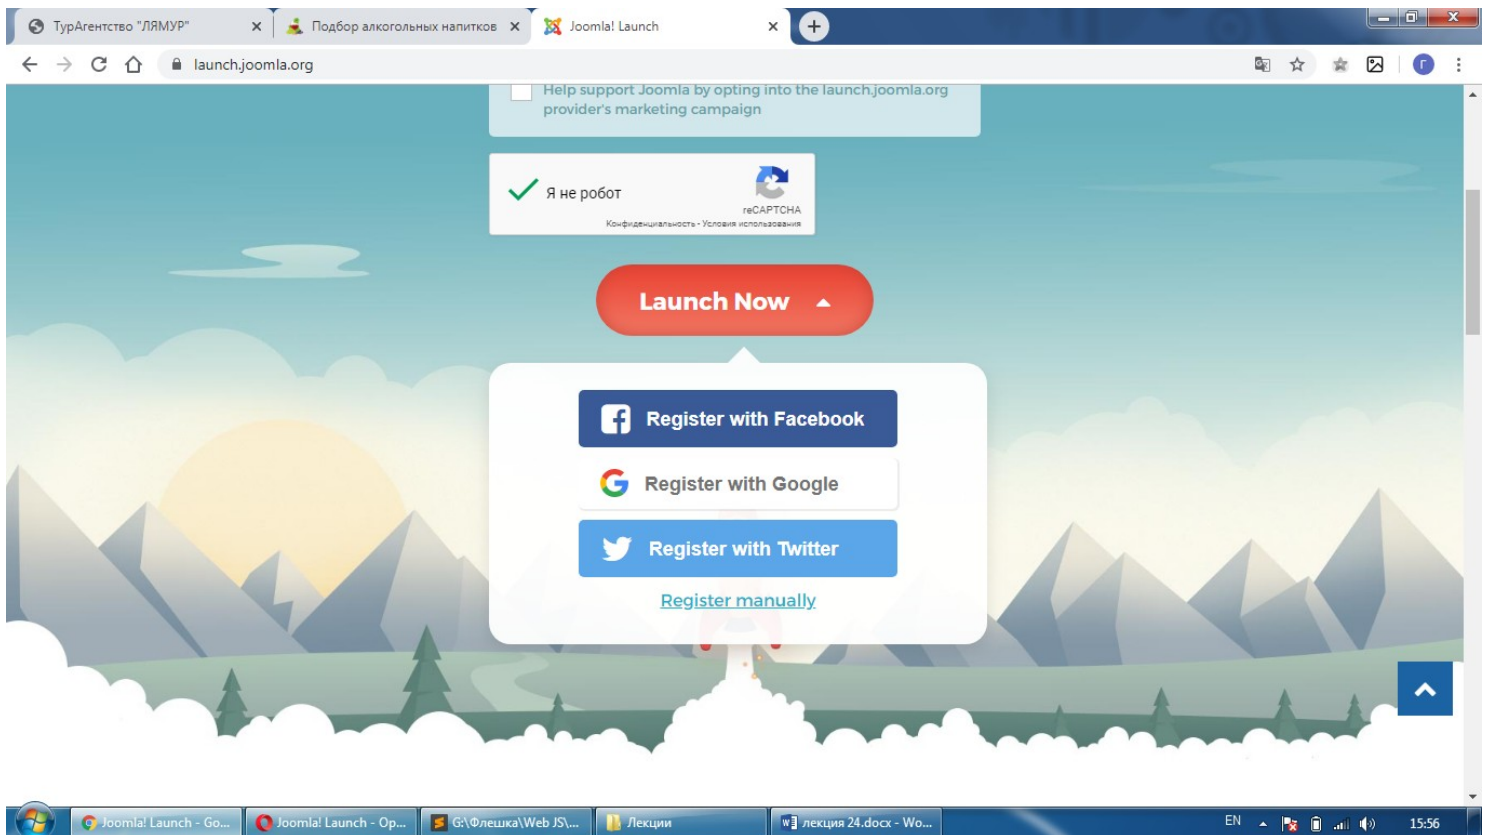 ТурАгентство "ЛЯМУР"
Подбор алкогольных напитков
Joomla! Launch
launch.joomla.org
Г
Help support Joomla by opting into the launch.joomla.org
provider's marketing campaign
Я не робот
reCAPTCHA
Конфиденциальность - Условия использования
Launch Now
Register with Facebook
Register with Google
Register with Twitter
Register manually
Joomla! Launch - Go...
Joomla! Launch - Op...
G:\Флешка\Web JS\...
Лекции
лекция 24.docx - Wo...
EN
15:56